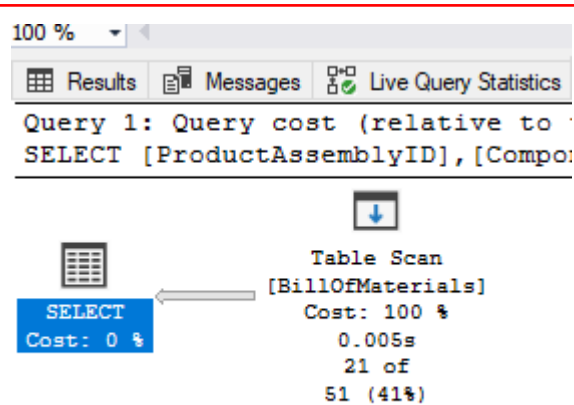 100 %
Results Messages Live Query Statistics
Query 1: Query cost (relative to
SELECT [ProductAssemblyID],[Compo
Table Scan
[BillOfMaterials]
Cost: 100 %
0.005s
21 of
51 (41%)
SELECT
Cost: 0 %